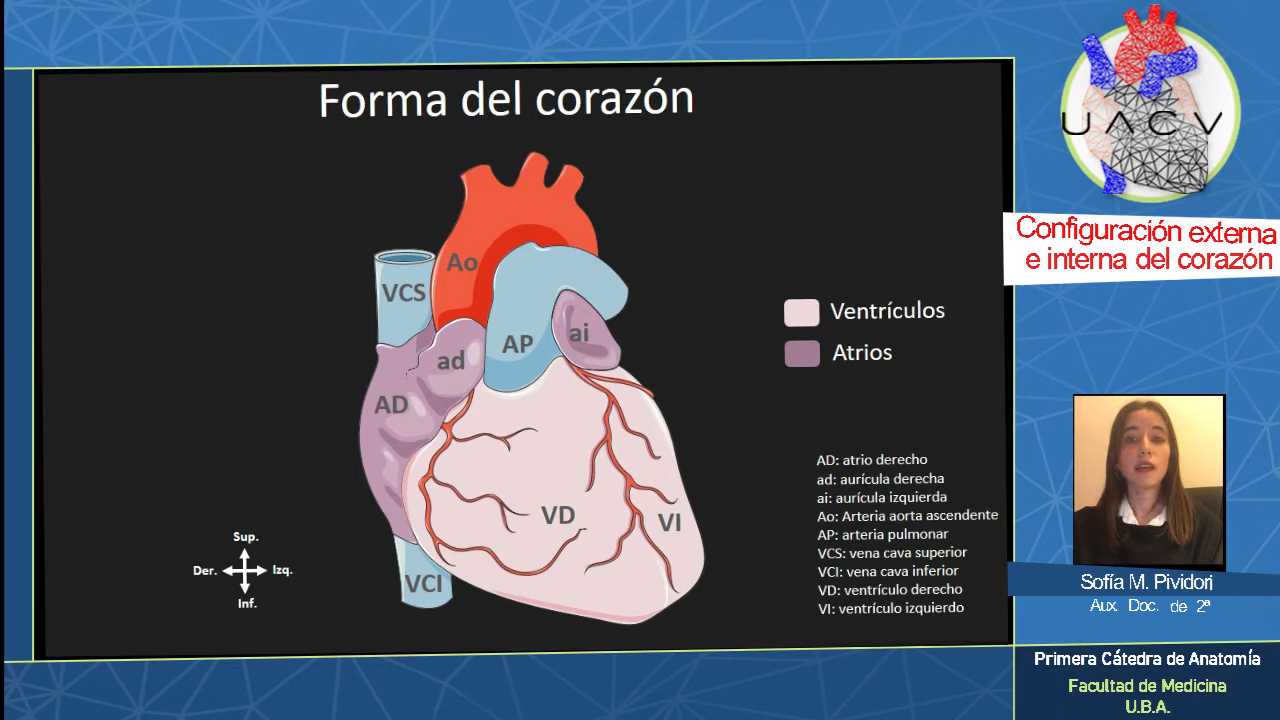 Forma del corazón
UACV
Configuración externa
e interna del corazón
Ao
VCS
AP
ai
ad
AD
VD
VI
VCI
Ventrículos
Atrios
AD: atrio derecho
ad: aurícula derecha
ai: aurícula izquierda
Ao: Arteria aorta ascendente
AP: arteria pulmonar
VCS: vena cava superior
VCI: vena cava inferior
VD: ventrículo derecho
VI: ventrículo izquierdo
Sup.
Der. Izq.
Inf.
Sofía M. Pividori
Aux. Doc. de 2ª
Primera Cátedra de Anatomía
Facultad de Medicina
U.B.A.